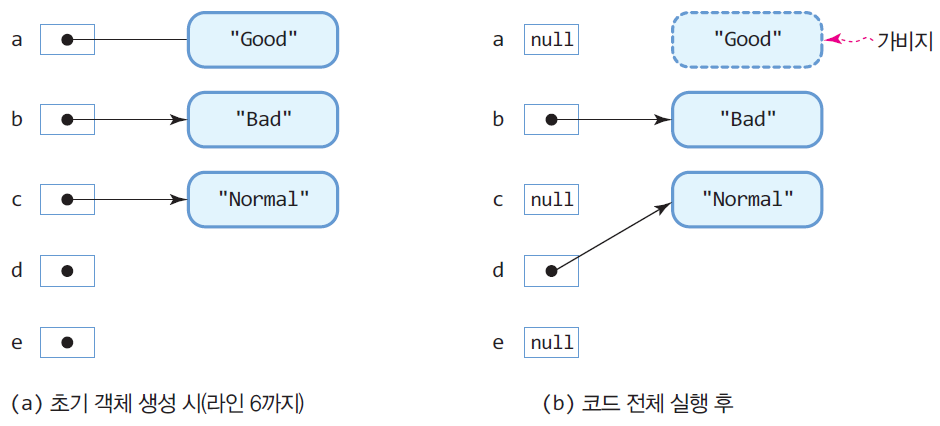 a "Good"
b "Bad"
c "Normal"
d
e
(a) 초기 객체 생성 시(라인 6까지)
a null "Good" 가비지
b "Bad"
c null "Normal"
d
e null
(b) 코드 전체 실행 후